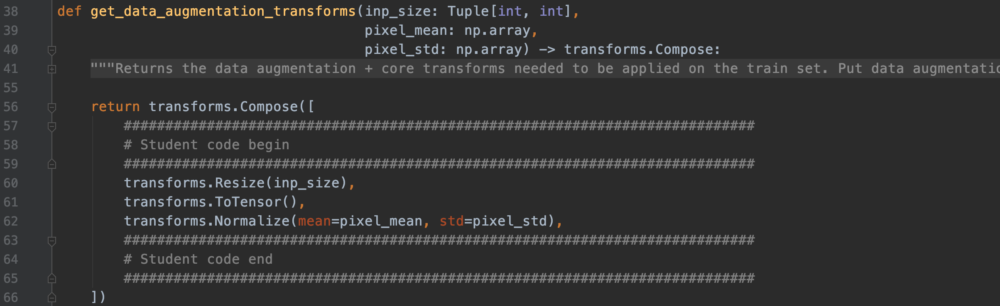 38 def get_data_augmentation_transforms(inp_size: Tuple[int, int],
39 pixel_mean: np.array,
40 pixel_std: np.array) -> transforms.Compose:
41 """Returns the data augmentation + core transforms needed to be applied on the train set. Put data augmentatio
55
56 return transforms.Compose([
57 ############################################################################
58 # Student code begin
59 ############################################################################
60 transforms.Resize(inp_size),
61 transforms.ToTensor(),
62 transforms.Normalize(mean=pixel_mean, std=pixel_std),
63 ############################################################################
64 # Student code end
65 ############################################################################
66 ])